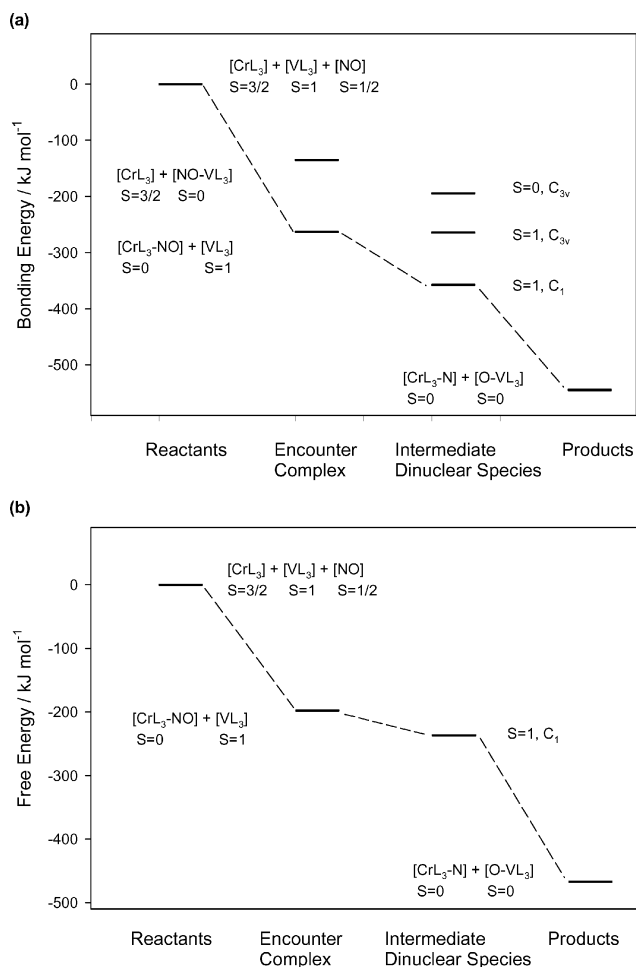 (a)
[CrL3] + [VL3] + [NO]
S=3/2 S=1 S=1/2
0
-100
-200
-300
-400
-500
Bonding Energy / kJ mol-1
[CrL3] + [NO-VL3]
S=3/2 S=0
[CrL3-NO] + [VL3]
S=0 S=1
S=0, C3v
S=1, C3v
S=1, C1
[CrL3-N] + [O-VL3]
S=0 S=0
Reactants
Encounter
Complex
Intermediate
Dinuclear Species
Products
(b)
[CrL3] + [VL3] + [NO]
S=3/2 S=1 S=1/2
0
-100
-200
-300
-400
-500
Free Energy / kJ mol-1
[CrL3-NO] + [VL3]
S=0 S=1
S=1, C1
[CrL3-N] + [O-VL3]
S=0 S=0
Reactants
Encounter
Complex
Intermediate
Dinuclear Species
Products